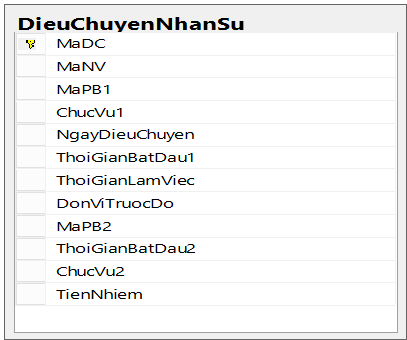 DieuChuyenNhanSu
MaDC
MaNV
MaPB1
ChucVu1
NgayDieuChuyen
ThoiGianBatDau1
ThoiGianLamViec
DonViTruocDo
MaPB2
ThoiGianBatDau2
ChucVu2
TienNhiem